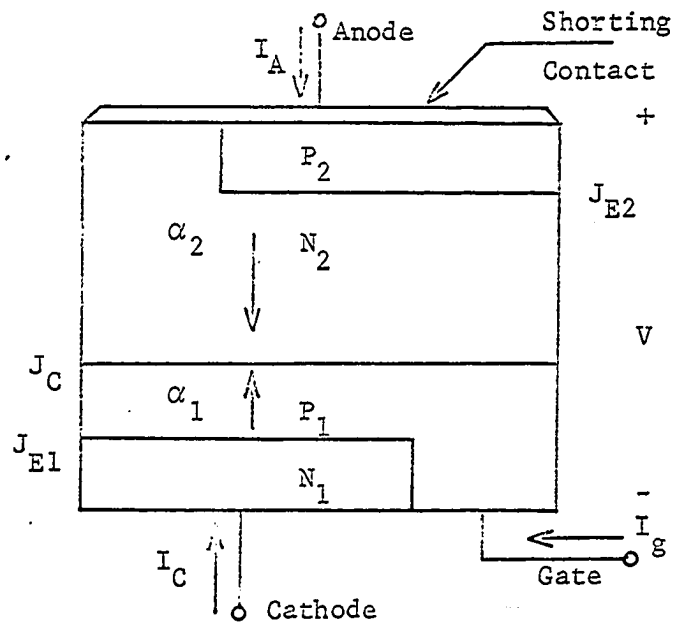 Shorting
Anode
I_A
Contact
+
P_2
J_E2
α_2 N_2
V
J_C
α_1 P_1
J_E1
N_1
-
I_g
I_C
Gate
Cathode